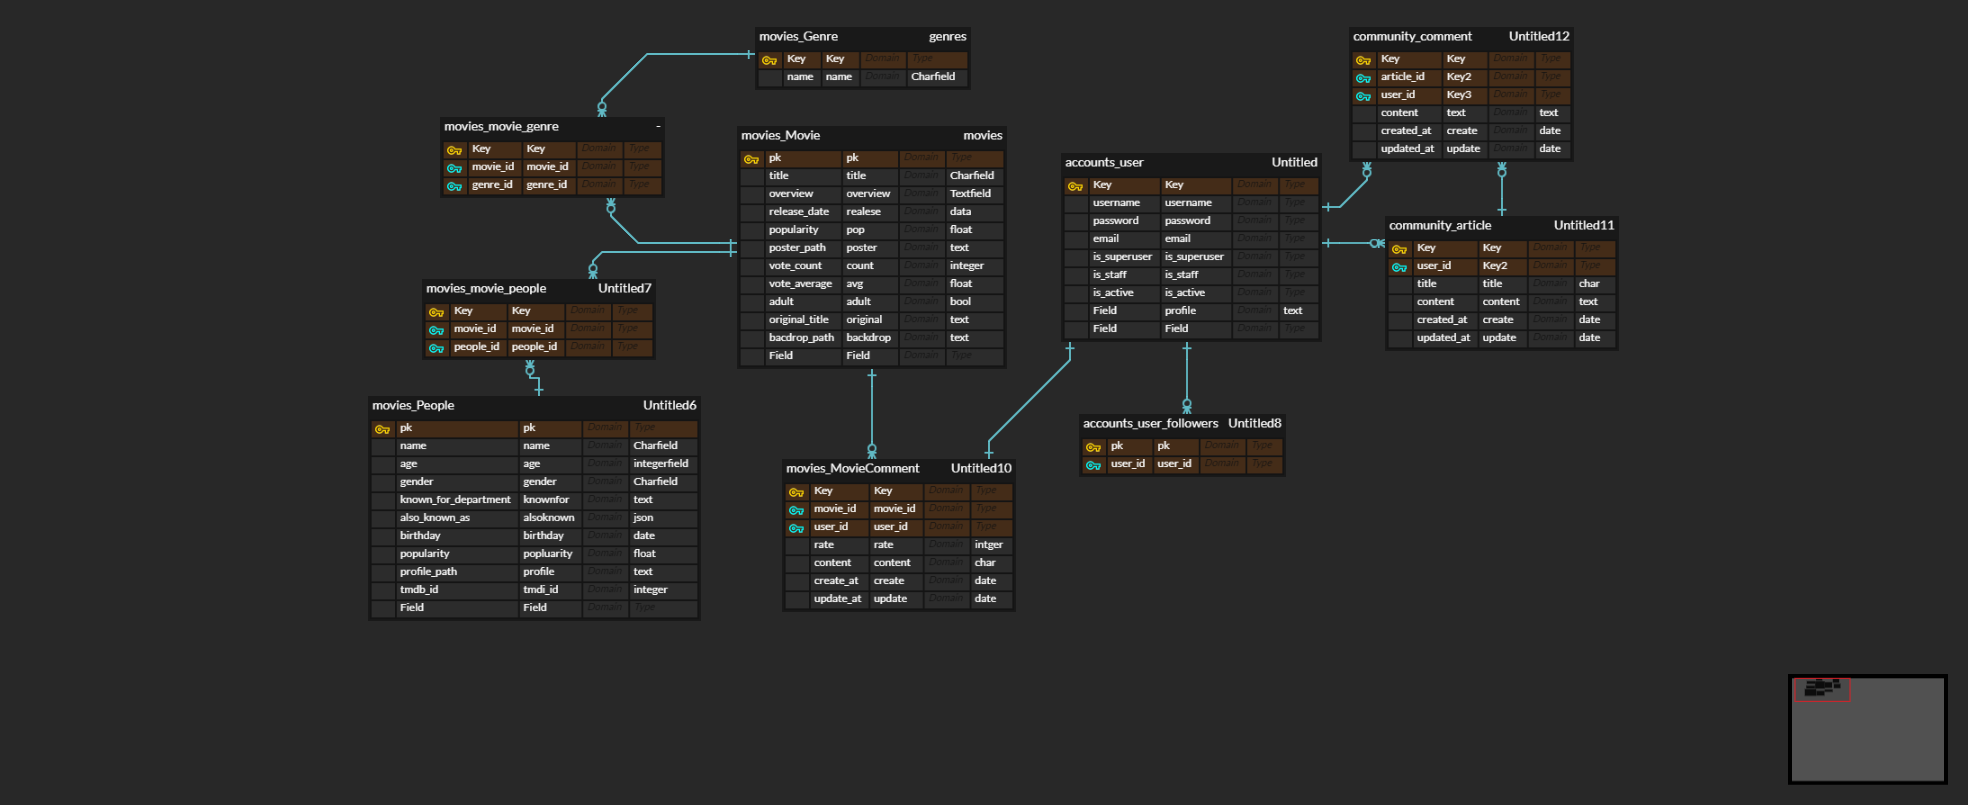 movies_Genre genres
Key Key Domain Type
name name Domain Charfield
movies_movie_genre -
Key Key Domain Type
movie_id movie_id Domain Type
genre_id genre_id Domain Type
movies_Movie movies
pk pk Domain Type
title title Domain Charfield
overview overview Domain Textfield
release_date realese Domain data
popularity pop Domain float
poster_path poster Domain text
vote_count count Domain integer
vote_average avg Domain float
adult adult Domain bool
original_title original Domain text
bacdrop_path backdrop Domain text
Field Field Domain Type
movies_movie_people Untitled7
Key Key Domain Type
movie_id movie_id Domain Type
people_id people_id Domain Type
movies_People Untitled6
pk pk Domain Type
name name Domain Charfield
age age Domain integerfield
gender gender Domain Charfield
known_for_department knownfor Domain text
also_known_as alsoknown Domain json
birthday birthday Domain date
popularity popluarity Domain float
profile_path profile Domain text
tmdb_id tmdi_id Domain integer
Field Field Domain Type
movies_MovieComment Untitled10
Key Key Domain Type
movie_id movie_id Domain Type
user_id user_id Domain Type
rate rate Domain intger
content content Domain char
create_at create Domain date
update_at update Domain date
accounts_user Untitled
Key Key Domain Type
username username Domain Type
password password Domain Type
email email Domain Type
is_superuser is_superuser Domain Type
is_staff is_staff Domain Type
is_active is_active Domain Type
Field profile Domain text
Field Field Domain Type
accounts_user_followers Untitled8
pk pk Domain Type
user_id user_id Domain Type
community_comment Untitled12
Key Key Domain Type
article_id Key2 Domain Type
user_id Key3 Domain Type
content text Domain text
created_at create Domain date
updated_at update Domain date
community_article Untitled11
Key Key Domain Type
user_id Key2 Domain Type
title title Domain char
content content Domain text
created_at create Domain date
updated_at update Domain date